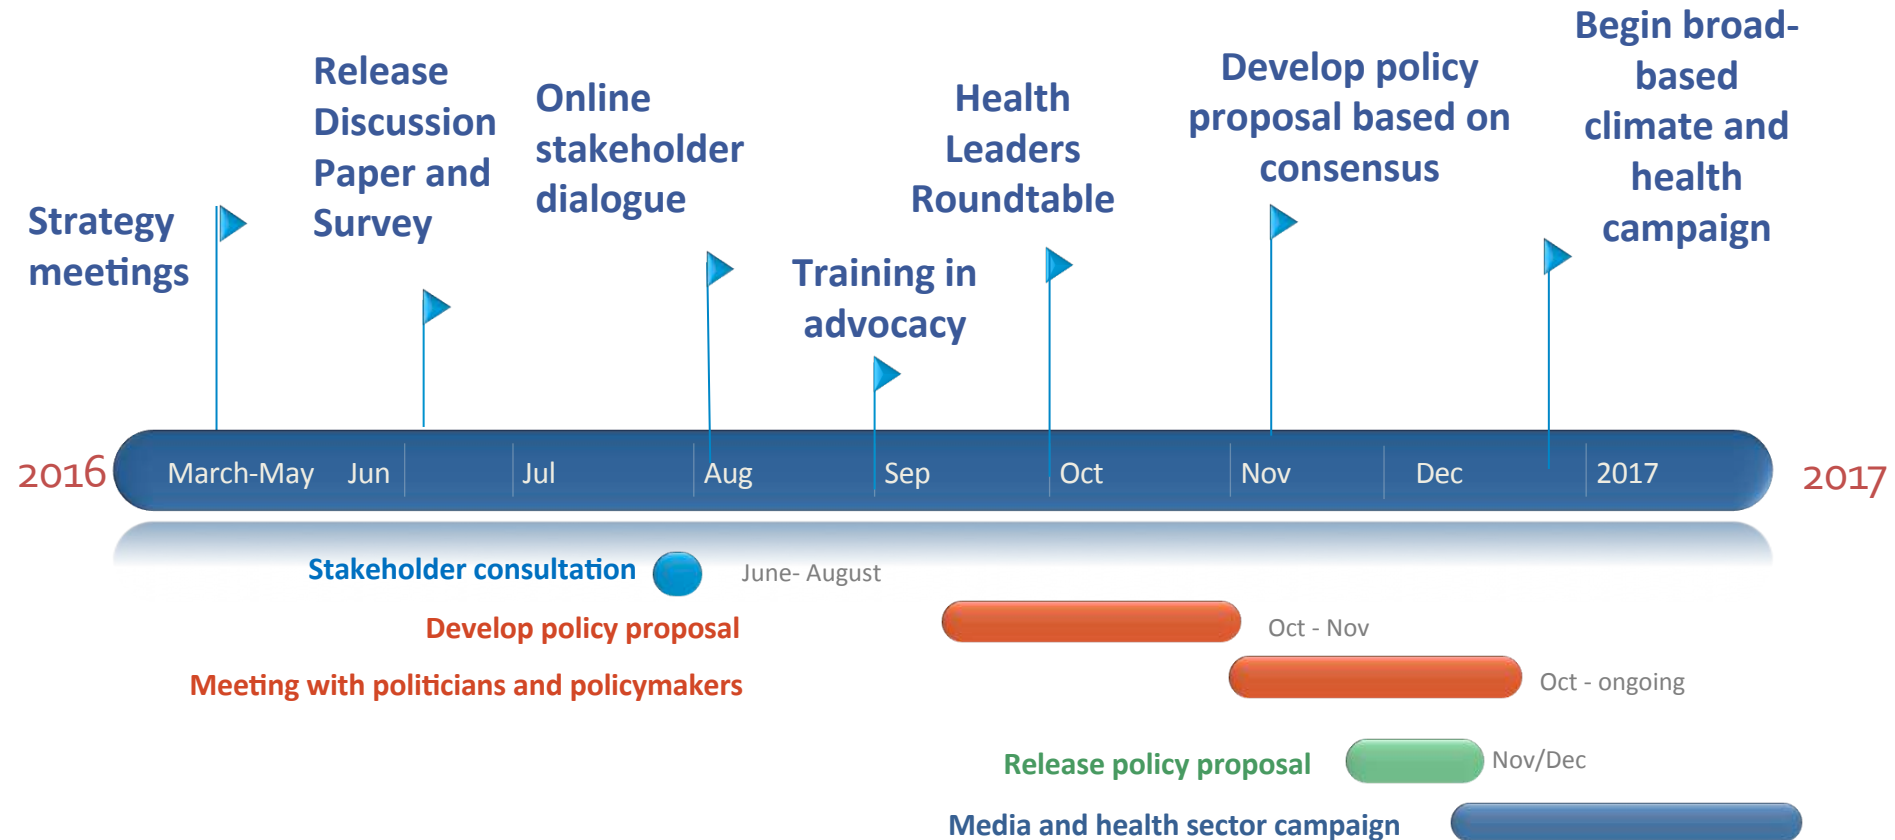 Strategy
meetings
Release
Discussion
Paper and
Survey
Online
stakeholder
dialogue
Training in
advocacy
Health
Leaders
Roundtable
Develop policy
proposal based on
consensus
Begin broad-
based
climate and
health
campaign
2016
March-May
Jun
Jul
Aug
Sep
Oct
Nov
Dec
2017
2017
Stakeholder consultation
June- August
Develop policy proposal
Oct - Nov
Meeting with politicians and policymakers
Oct - ongoing
Release policy proposal
Nov/Dec
Media and health sector campaign